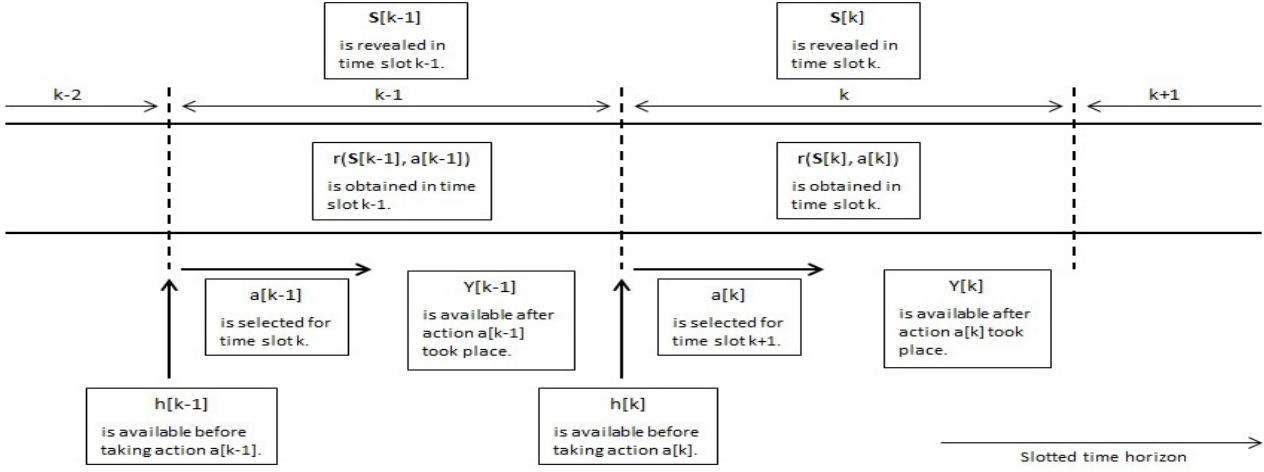 S[k-1]
is revealed in
time slot k-1.
S[k]
is revealed in
time slot k.
k-2
k-1
k
k+1
r(S[k-1], a[k-1])
is obtained in time
slot k-1.
r(S[k], a[k])
is obtained in
time slot k.
a[k-1]
is selected for
time slot k.
Y[k-1]
is available after
action a[k-1]
took place.
a[k]
is selected for
time slot k+1.
Y[k]
is available after
action a[k] took
place.
h[k-1]
is available before
taking action a[k-1].
h[k]
is available before
taking action a[k].
Slotted time horizon